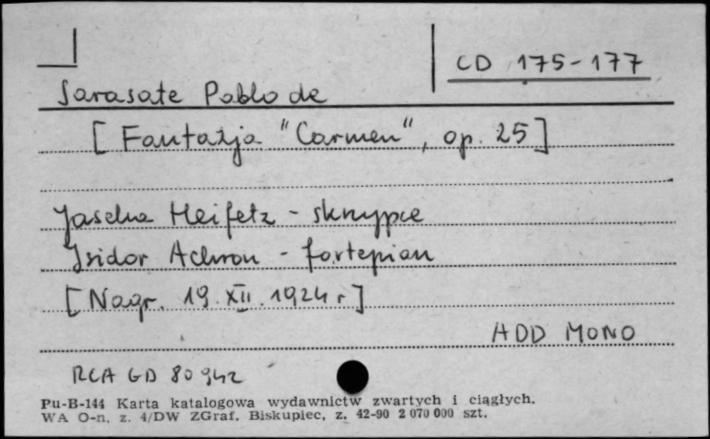 CD 175-177
Sarasate Pablo de
[Fantazja "Carmen", op. 25]
Jascha Heifetz - skrzypce
Isidor Achron - fortepian
[Nagr. 19.XII.1924 r]
ADD MONO
RCA GD 80942
Pu-B-144 Karta katalogowa wydawnictw zwartych i ciągłych.
WA O-n. z. 4/DW ZGraf. Biskupiec, z. 42-90 2 070 000 szt.